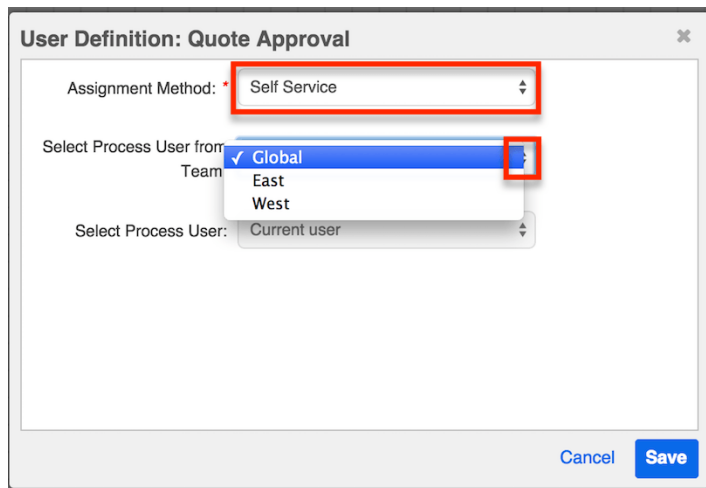 User Definition: Quote Approval
Assignment Method: * Self Service
Select Process User from
Team
✓ Global
East
West
Select Process User: Current user
Cancel Save